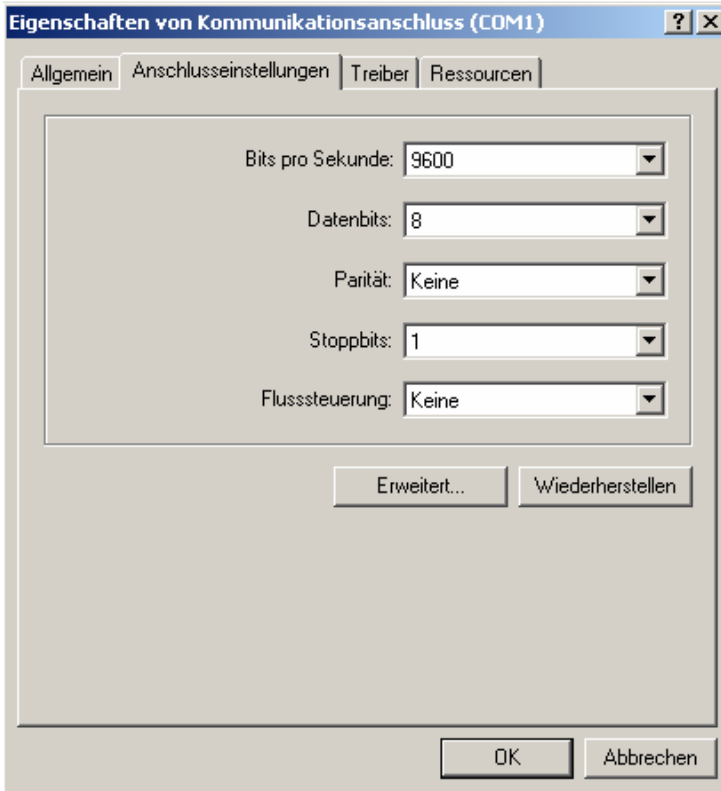 Eigenschaften von Kommunikationsanschluss (COM1)
Allgemein Anschlusseinstellungen Treiber Ressourcen
Bits pro Sekunde: 9600
Datenbits: 8
Parität: Keine
Stoppbits: 1
Flusssteuerung: Keine
Erweitert... Wiederherstellen
OK Abbrechen